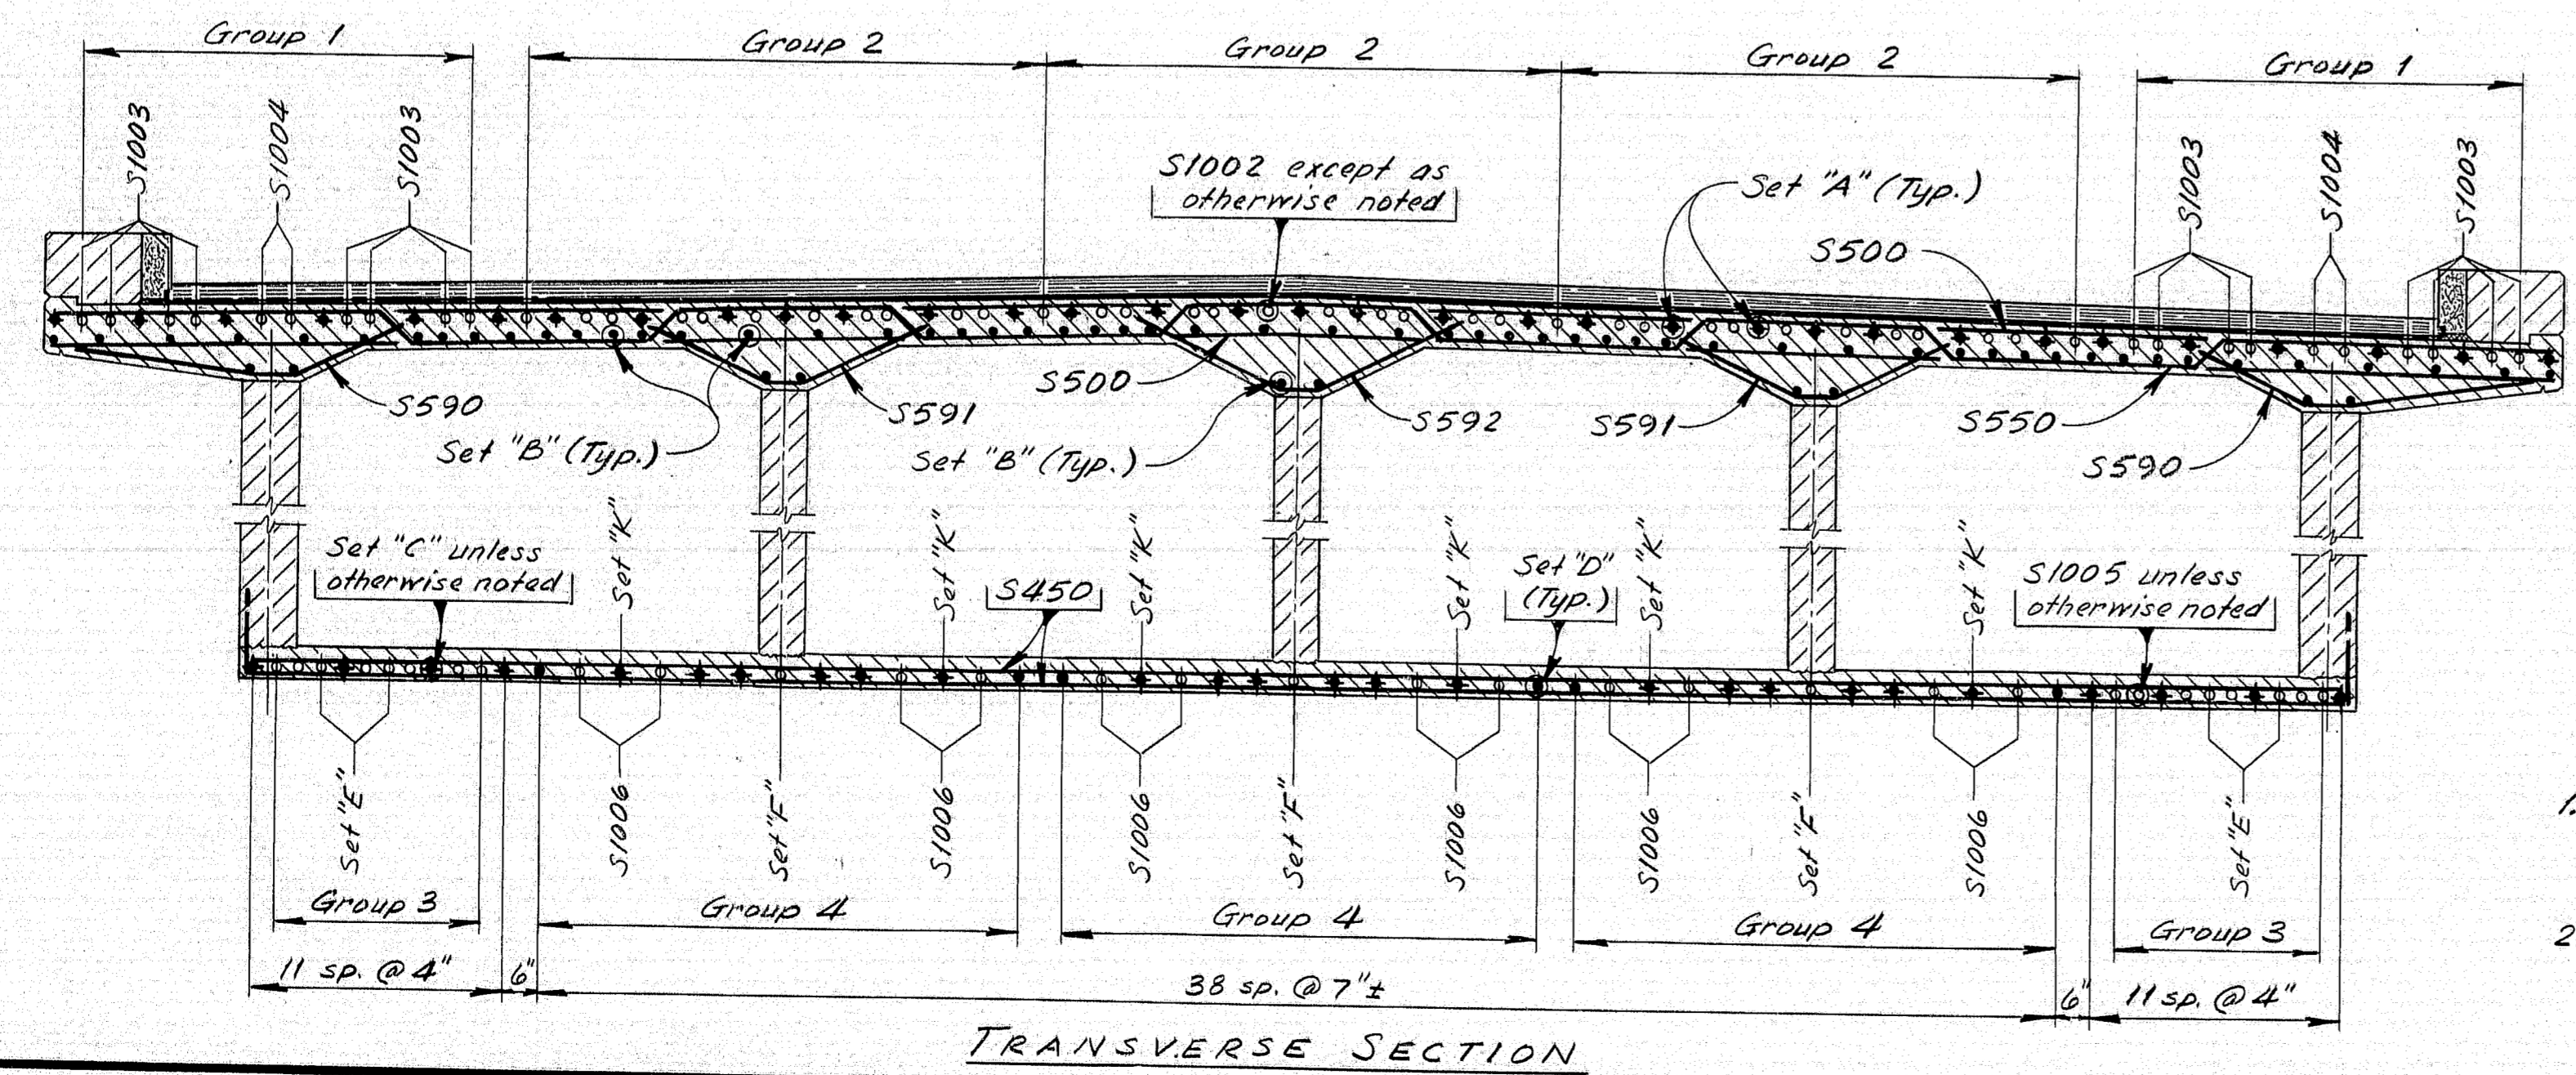 Group 1
Group 2
Group 2
Group 2
Group 1
S1003
S1004
S1003
S1002 except as
otherwise noted
Set "A" (Typ.)
S500
S1003
S1004
S1003
S590
Set "B" (Typ.)
S591
S500
Set "B" (Typ.)
S592
S591
S550
S590
Set "C" unless
otherwise noted
Set "K"
Set "K"
S450
Set "K"
Set "K"
Set "D"
(Typ.)
Set "K"
Set "K"
S1005 unless
otherwise noted
Set "E"
S1006
Set "F"
S1006
S1006
Set "F"
S1006
S1006
Set "F"
S1006
Set "E"
1.
Group 3
Group 4
Group 4
Group 4
Group 3
2
11 sp. @ 4"
6"
38 sp. @ 7"±
6"
11 sp. @ 4"
TRANSVERSE SECTION